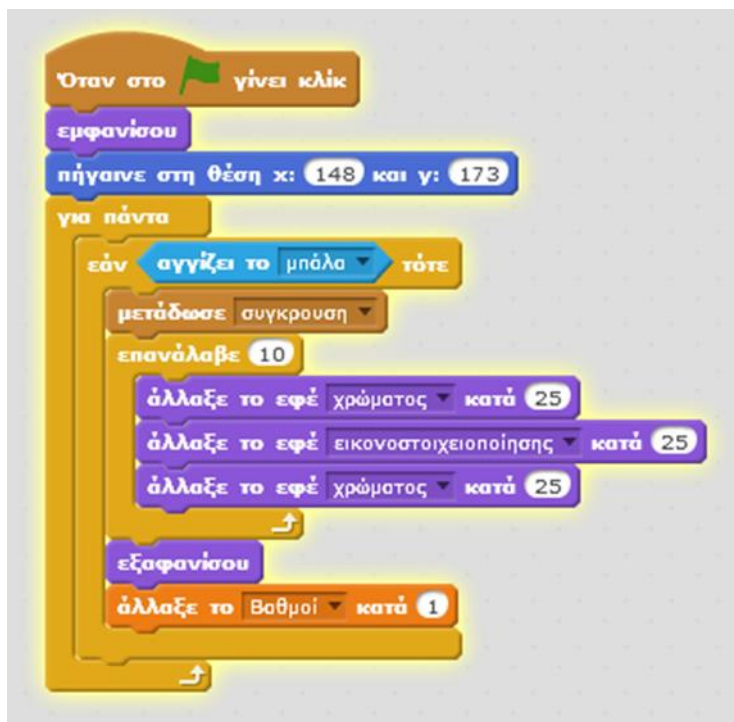 Όταν στο γίνει κλικ
εμφανίσου
πήγαινε στη θέση x: 148 και y: 173
για πάντα
εάν αγγίζει το μπάλα τότε
μετάδωσε συγκρουση
επανάλαβε 10
άλλαξε το εφέ χρώματος κατά 25
άλλαξε το εφέ εικονοστοιχειοποίησης κατά 25
άλλαξε το εφέ χρώματος κατά 25
εξαφανίσου
άλλαξε το Βαθμοί κατά 1